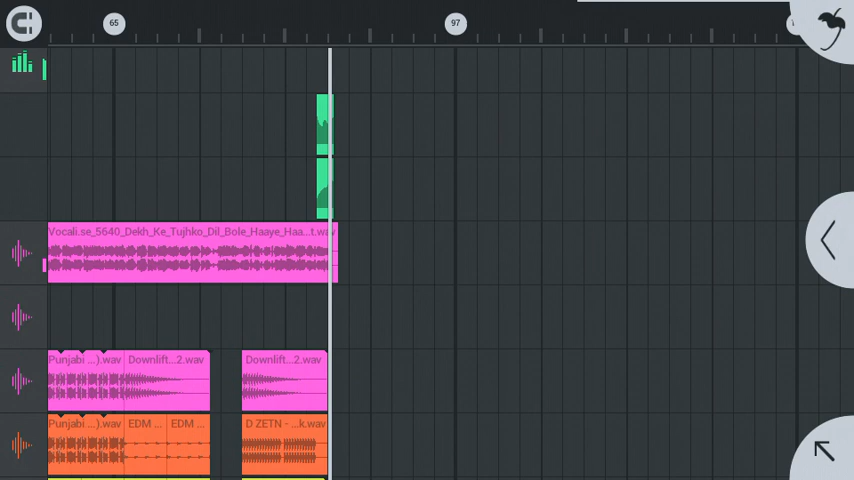 65
97
Vocali.se_5640_Dekh_Ke_Tujhko_Dil_Bole_Haaye_Haa...t.wav
Punjabi ...).wav Downlift...2.wav Downlift...2.wav
Punjabi ...).wav EDM ... EDM ... D ZETN - ...k.wav